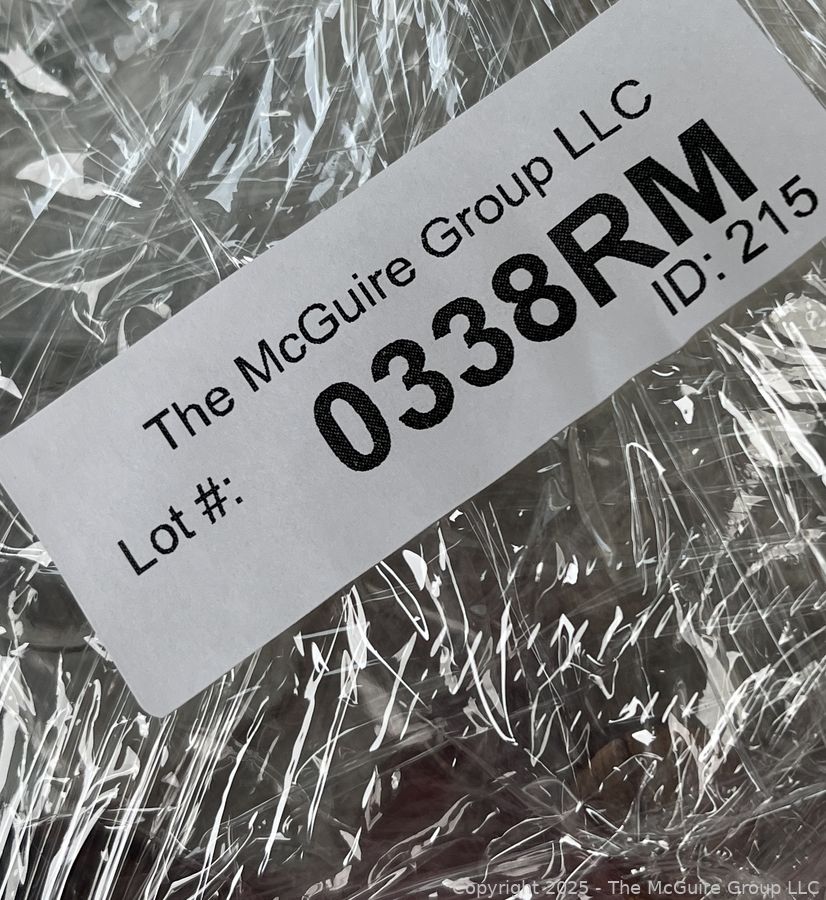 The McGuire Group LLC
Lot #: 0338RM
ID: 215
Copyright 2025 - The McGuire Group LLC